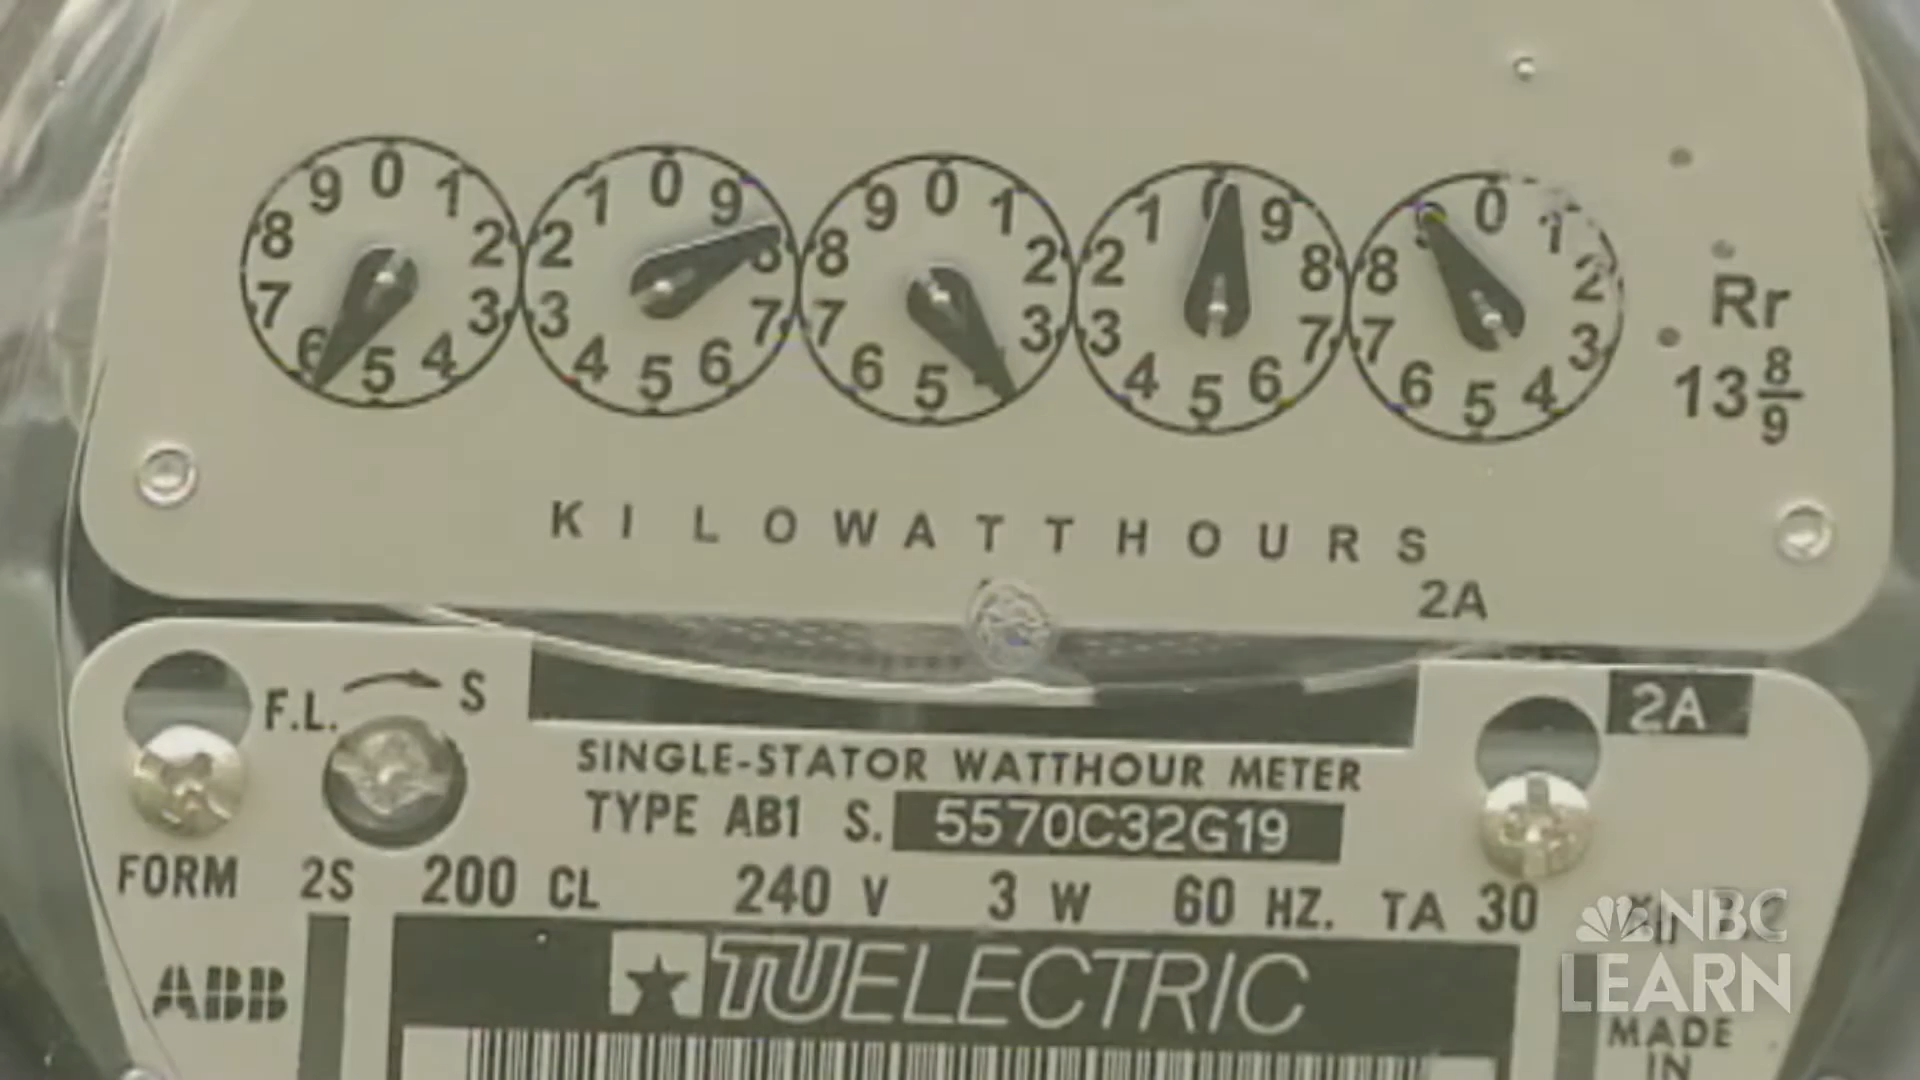 9 0 1 1 0 9 9 0 1 1 0 9 9 0 1
8 2 2 8 8 2 2 8 8 2
7 3 3 7 7 3 3 7 7 3
6 5 4 4 5 6 6 5 4 4 5 6 6 5 4
Rr
13 8/9
KILOWATTHOURS
2A
F.L. S
2A
SINGLE-STATOR WATTHOUR METER
TYPE AB1 S. 5570C32G19
FORM 2S 200 CL 240 V 3 W 60 HZ. TA 30
ABB
TUELECTRIC
NBC
LEARN
MADE
IN